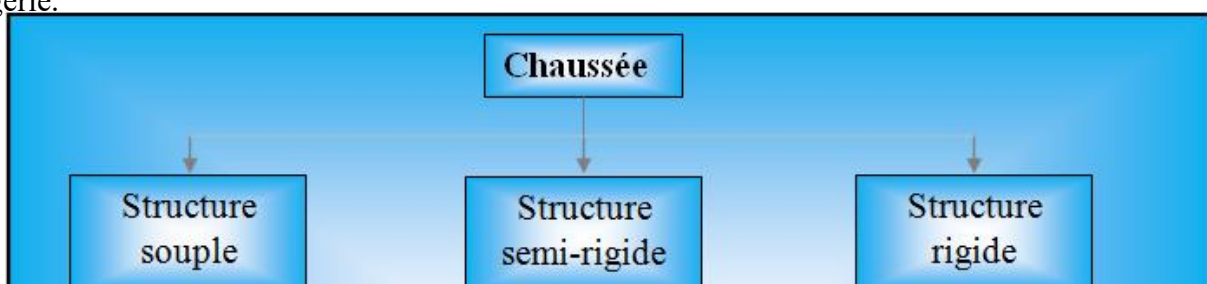 Chaussée
Structure
souple
Structure
semi-rigide
Structure
rigide